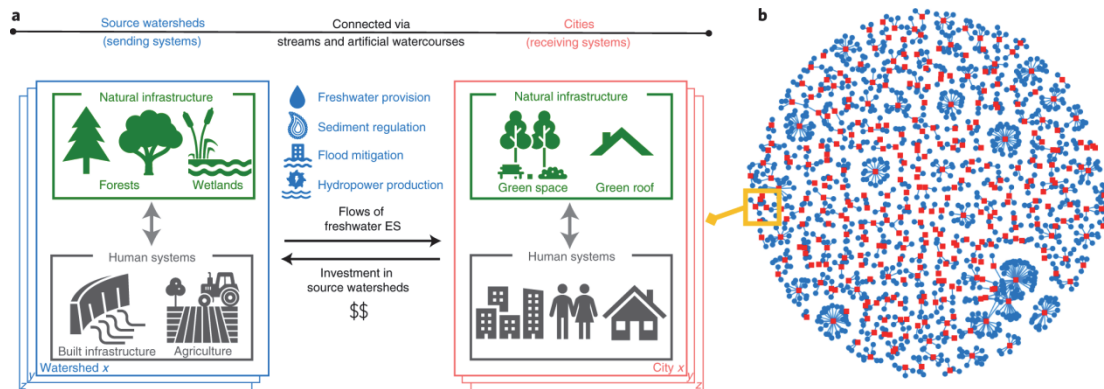 a
Source watersheds
(sending systems)
Connected via
streams and artificial watercourses
Cities
(receiving systems)
Natural infrastructure
Forests
Wetlands
Human systems
Built infrastructure
Agriculture
Watershed x
y
z
Freshwater provision
Sediment regulation
Flood mitigation
Hydropower production
Flows of
freshwater ES
Investment in
source watersheds
$$
Natural infrastructure
Green space
Green roof
Human systems
City x
y
z
b